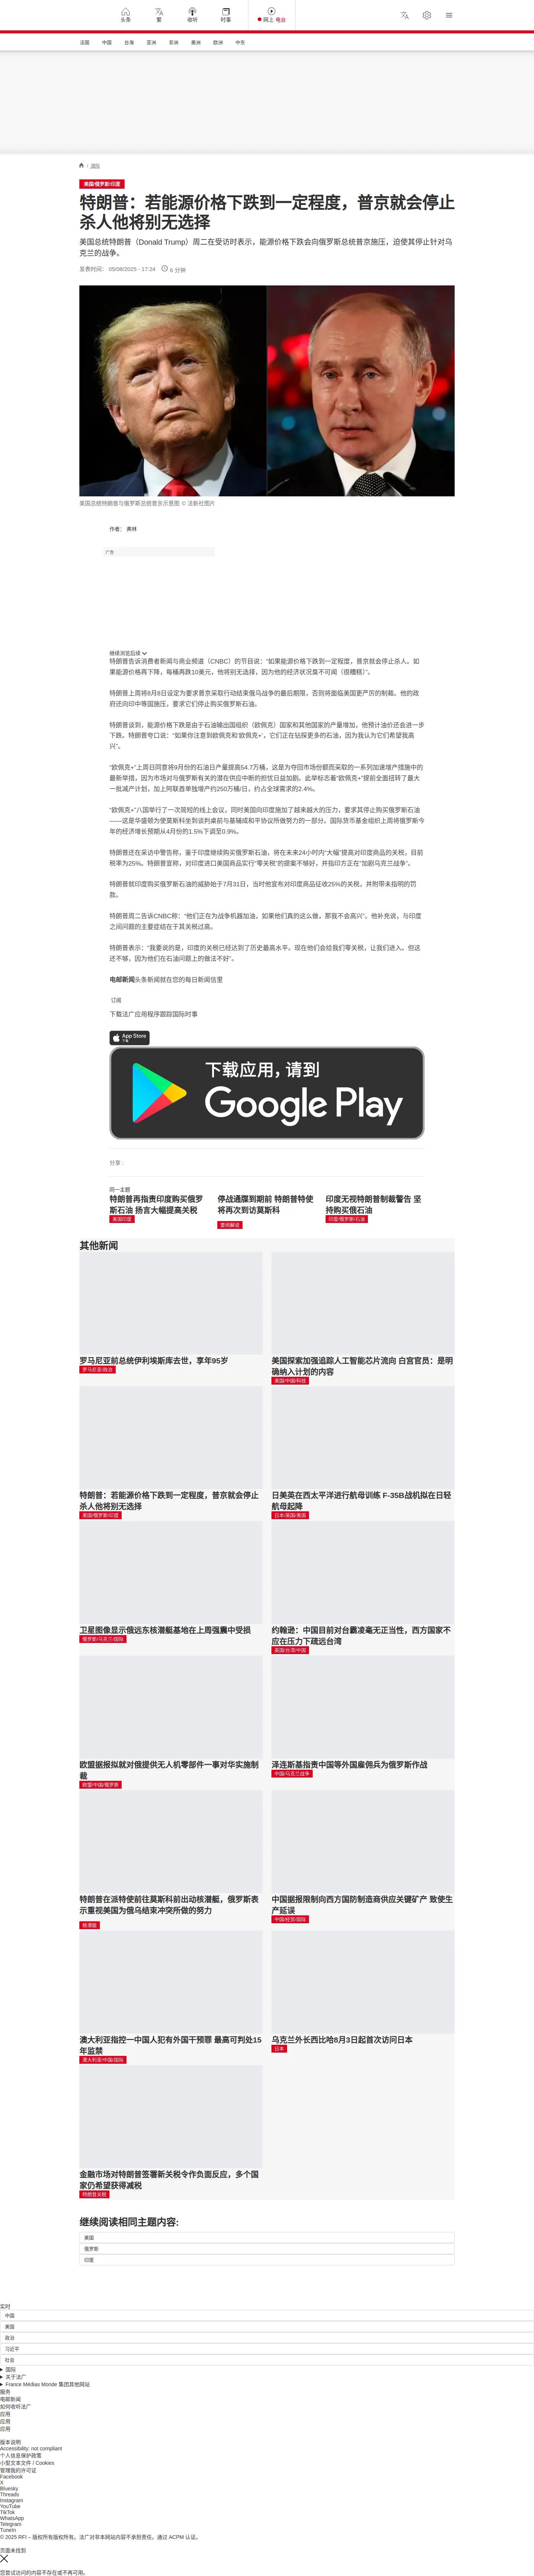 头条
繁
收听
时事
网上 电台
法国
中国
台海
亚洲
非洲
美洲
欧洲
中东
/ 国际
美国/俄罗斯/印度
特朗普：若能源价格下跌到一定程度，普京就会停止
杀人他将别无选择
美国总统特朗普（Donald Trump）周二在受访时表示，能源价格下跌会向俄罗斯总统普京施压，迫使其停止针对乌
克兰的战争。
发表时间： 05/08/2025 - 17:24
6 分钟
美国总统特朗普与俄罗斯总统普京示意图 © 法新社图片
作者： 弗林
广告
继续浏览后续
特朗普告诉消费者新闻与商业频道（CNBC）的节目说："如果能源价格下跌到一定程度，普京就会停止杀人。如
果能源价格再下降，每桶再跌10美元，他将别无选择，因为他的经济状况臭不可闻（很糟糕）"。
特朗普上周将8月8日设定为要求普京采取行动结束俄乌战争的最后期限，否则将面临美国更严厉的制裁。他的政
府还向印中等国施压，要求它们停止购买俄罗斯石油。
特朗普谈到，能源价格下跌是由于石油输出国组织（欧佩克）国家和其他国家的产量增加，他预计油价还会进一步
下跌。特朗普夸口说："如果你注意到欧佩克和'欧佩克+'，它们正在钻探更多的石油，因为我认为它们希望我高
兴"。
"欧佩克+"上周日同意将9月份的石油日产量提高54.7万桶，这是为夺回市场份额而采取的一系列加速增产措施中的
最新举措，因为市场对与俄罗斯有关的潜在供应中断的担忧日益加剧。此举标志着"欧佩克+"提前全面扭转了最大
一批减产计划，加上阿联酋单独增产约250万桶/日，约占全球需求的2.4%。
"欧佩克+"八国举行了一次简短的线上会议，同时美国向印度施加了越来越大的压力，要求其停止购买俄罗斯石油
——这是华盛顿为使莫斯科坐到谈判桌前与基辅成和平协议所做努力的一部分。国际货币基金组织上周将俄罗斯今
年的经济增长预期从4月份的1.5%下调至0.9%。
特朗普还在采访中警告称，鉴于印度继续购买俄罗斯石油，将在未来24小时内"大幅"提高对印度商品的关税，目前
税率为25%。特朗普宣称，对印度进口美国商品实行"零关税"的提案不够好，并指印方正在"加剧乌克兰战争"。
特朗普就印度购买俄罗斯石油的威胁始于7月31日，当时他宣布对印度商品征收25%的关税，并附带未指明的罚
款。
特朗普周二告诉CNBC称："他们正在为战争机器加油，如果他们真的这么做，那我不会高兴"。他补充说，与印度
之间问题的主要症结在于其关税过高。
特朗普表示："我要说的是，印度的关税已经达到了历史最高水平。现在他们会给我们零关税，让我们进入。但这
还不够，因为他们在石油问题上的做法不好"。
电邮新闻头条新闻就在您的每日新闻信里
订阅
下载法广应用程序跟踪国际时事
App Store
下载
下载应用，请到
Google Play
分享 :
同一主题
特朗普再指责印度购买俄罗
斯石油 扬言大幅提高关税
美国印度
停战通牒到期前 特朗普特使
将再次到访莫斯科
要闻解说
印度无视特朗普制裁警告 坚
持购买俄石油
印度/俄罗斯/石油
其他新闻
罗马尼亚前总统伊利埃斯库去世，享年95岁
罗马尼亚/政治
美国探索加强追踪人工智能芯片流向 白宫官员：是明
确纳入计划的内容
美国/中国/科技
特朗普：若能源价格下跌到一定程度，普京就会停止
杀人他将别无选择
美国/俄罗斯/印度
日美英在西太平洋进行航母训练 F-35B战机拟在日轻
航母起降
日本/英国/美国
卫星图像显示俄远东核潜艇基地在上周强震中受损
俄罗斯/乌克兰/国际
约翰逊：中国目前对台霸凌毫无正当性，西方国家不
应在压力下疏远台湾
英国/台湾/中国
欧盟据报拟就对俄提供无人机零部件一事对华实施制
裁
欧盟/中国/俄罗斯
泽连斯基指责中国等外国雇佣兵为俄罗斯作战
中国/乌克兰战争
特朗普在派特使前往莫斯科前出动核潜艇，俄罗斯表
示重视美国为俄乌结束冲突所做的努力
核潜艇
中国据报限制向西方国防制造商供应关键矿产 致使生
产延误
中国/经贸/国际
澳大利亚指控一中国人犯有外国干预罪 最高可判处15
年监禁
澳大利亚/中国/国际
乌克兰外长西比哈8月3日起首次访问日本
日本
金融市场对特朗普签署新关税令作负面反应，多个国
家仍希望获得减税
特朗普关税
继续阅读相同主题内容:
美国
俄罗斯
印度
实时
中国
美国
政治
习近平
社会
国际
关于法广
France Médias Monde 集团其他网站
服务
电邮新闻
如何收听法广
应用
应用
应用
版本说明
Accessibility: not compliant
个人信息保护政策
小型文本文件 / Cookies
管理我的许可证
Facebook
X
Bluesky
Threads
Instagram
YouTube
TikTok
WhatsApp
Telegram
TuneIn
© 2025 RFI – 版权所有版权所有。法广对非本网站内容不承担责任。通过 ACPM 认证。
页面未找到
您尝试访问的内容不存在或不再可用。